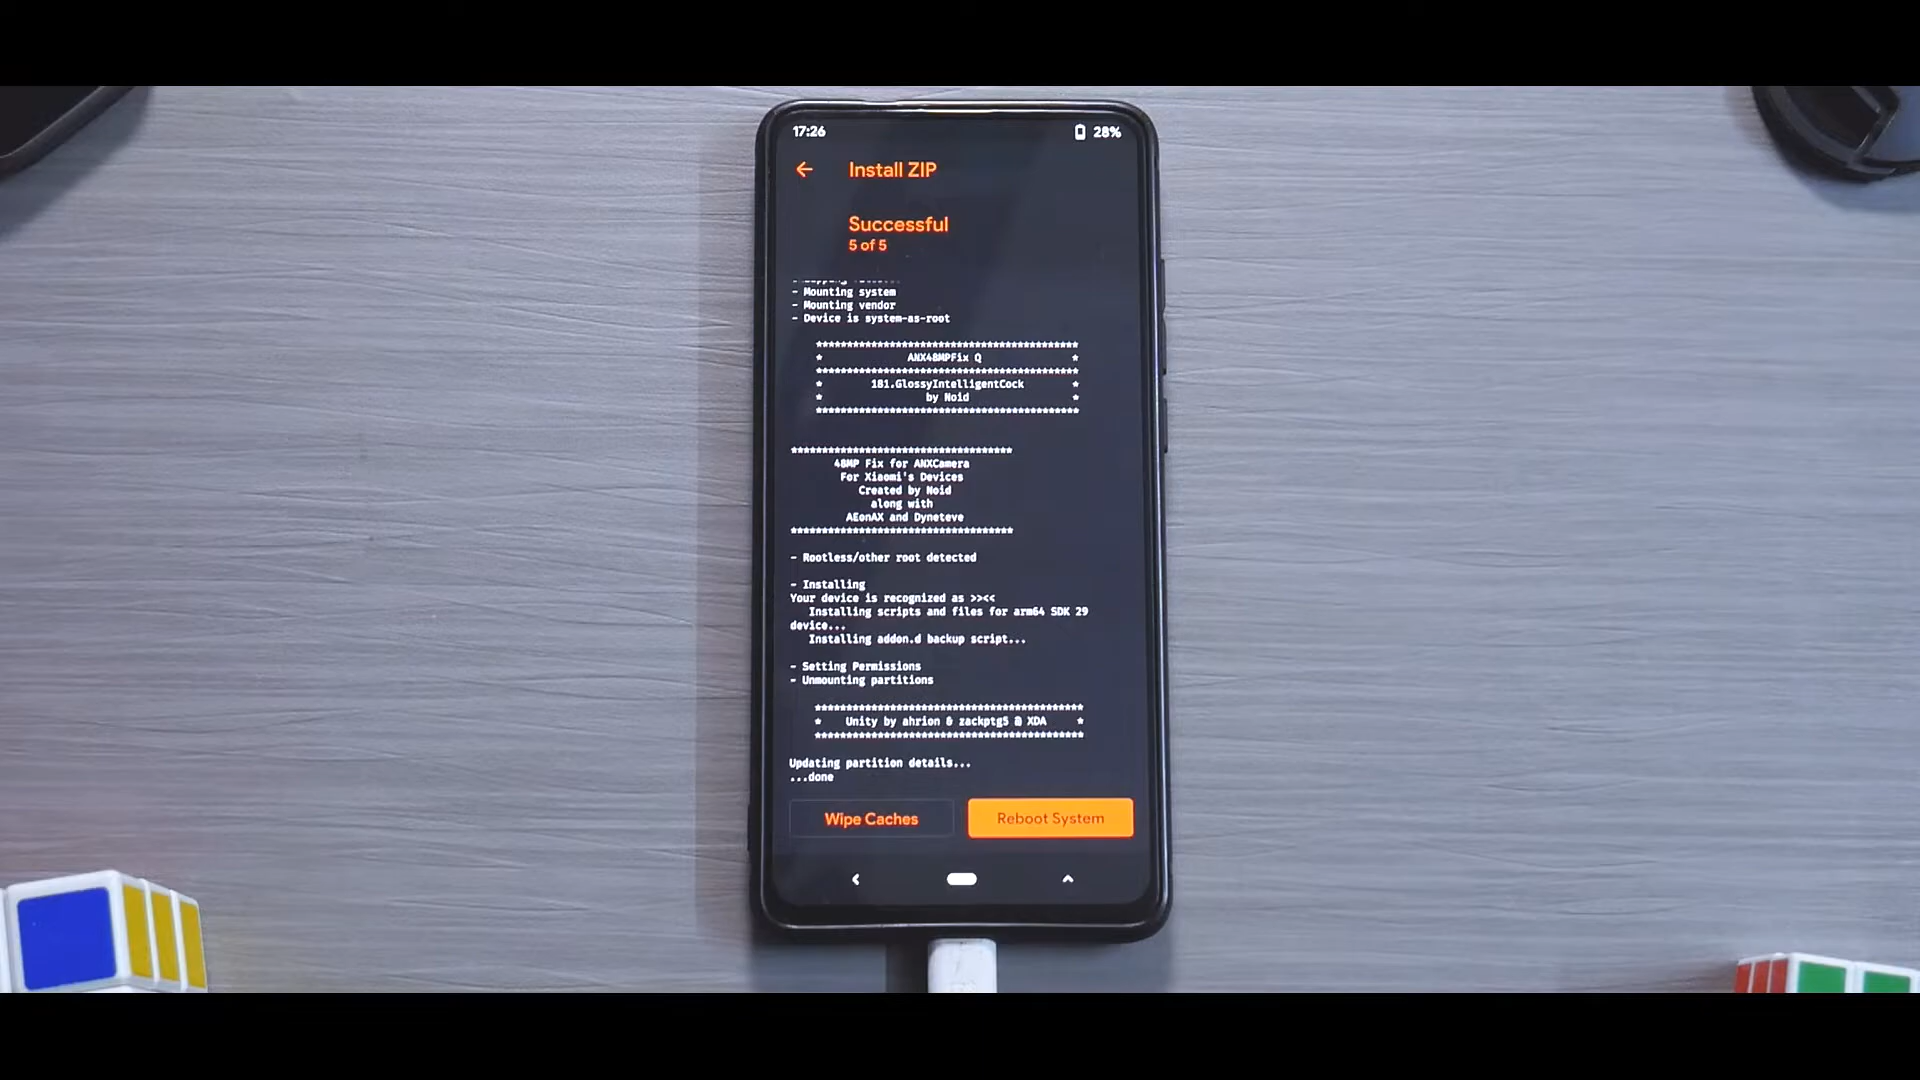 17:26
28%
Install ZIP
Successful
5 of 5
- Mounting system
- Mounting vendor
- Device is system-as-root
******************************************
* ANX48MPFix Q *
******************************************
* 181.GlossyIntelligentCock *
* by Noid *
******************************************
************************************
48MP Fix for ANXCamera
For Xiaomi's Devices
Created by Noid
along with
AEonAX and Dyneteve
************************************
- Rootless/other root detected
- Installing
Your device is recognized as >><<
Installing scripts and files for arm64 SDK 29
device...
Installing addon.d backup script...
- Setting Permissions
- Unmounting partitions
******************************************
* Unity by ahrion & zackptg5 @ XDA *
******************************************
Updating partition details...
...done
Wipe Caches
Reboot System